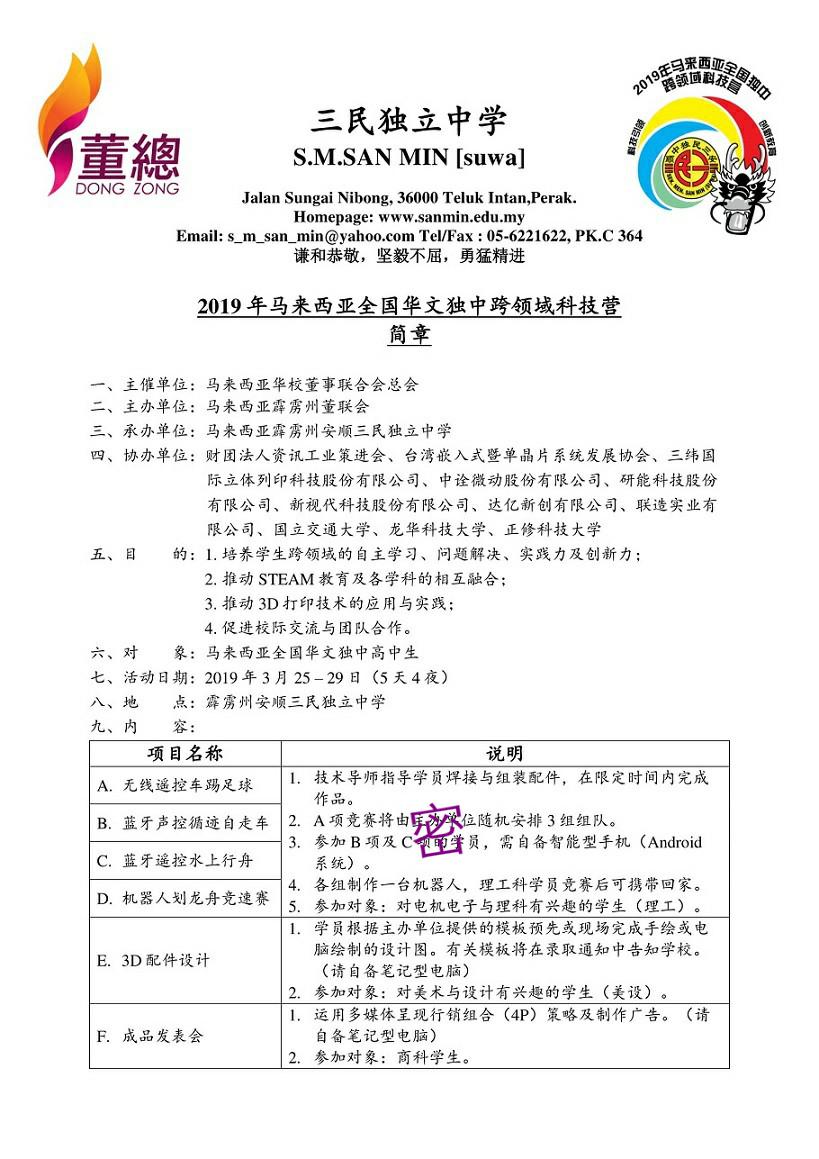 董總
DONG ZONG
2019年马来西亚全国独中
跨领域科技营
科技引领
创新教育
三民独立中学
S.M.SAN MIN [suwa]
Jalan Sungai Nibong, 36000 Teluk Intan,Perak.
Homepage: www.sanmin.edu.my
Email: s_m_san_min@yahoo.com Tel/Fax : 05-6221622, PK.C 364
谦和恭敬，坚毅不屈，勇猛精进
2019 年马来西亚全国华文独中跨领域科技营
简章
一、主催单位：马来西亚华校董事联合会总会
二、主办单位：马来西亚霹雳州董联会
三、承办单位：马来西亚霹雳州安顺三民独立中学
四、协办单位：财团法人资讯工业策进会、台湾嵌入式暨单晶片系统发展协会、三纬国
际立体列印科技股份有限公司、中诠微动股份有限公司、研能科技股份
有限公司、新视代科技股份有限公司、达亿新创有限公司、联造实业有
限公司、国立交通大学、龙华科技大学、正修科技大学
五、目　　的：1. 培养学生跨领域的自主学习、问题解决、实践力及创新力；
2. 推动 STEAM 教育及各学科的相互融合；
3. 推动 3D 打印技术的应用与实践；
4. 促进校际交流与团队合作。
六、对　　象：马来西亚全国华文独中高中生
七、活动日期：2019 年 3 月 25 – 29 日（5 天 4 夜）
八、地　　点：霹雳州安顺三民独立中学
九、内　　容：
项目名称 说明
A. 无线遥控车踢足球
B. 蓝牙声控循迹自走车
C. 蓝牙遥控水上行舟
D. 机器人划龙舟竞速赛
1. 技术导师指导学员焊接与组装配件，在限定时间内完成
作品。
2. A 项竞赛将由主办单位随机安排 3 组组队。
3. 参加 B 项及 C 项的学员，需自备智能型手机（Android
系统）。
4. 各组制作一台机器人，理工科学员竞赛后可携带回家。
5. 参加对象：对电机电子与理科有兴趣的学生（理工）。
密
E. 3D 配件设计
1. 学员根据主办单位提供的模板预先或现场完成手绘或电
脑绘制的设计图。有关模板将在录取通知中告知学校。
（请自备笔记型电脑）
2. 参加对象：对美术与设计有兴趣的学生（美设）。
F. 成品发表会
1. 运用多媒体呈现行销组合（4P）策略及制作广告。（请
自备笔记型电脑）
2. 参加对象：商科学生。